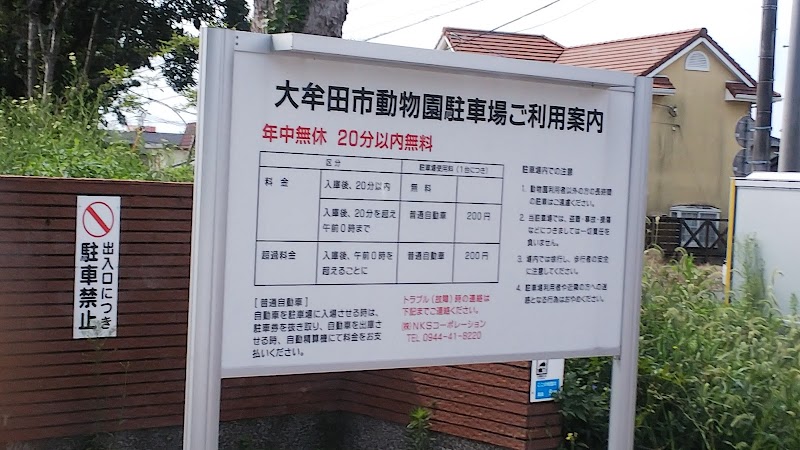 大牟田市動物園駐車場ご利用案内
年中無休 20分以内無料
区分 駐車場使用料(1台につき)
料金 入庫後、20分以内 無料
入庫後、20分を超え
午前0時まで 普通自動車 200円
超過料金 入庫後、午前0時を
超えるごとに 普通自動車 200円
[普通自動車]
自動車を駐車場に入場させる時は、
駐車券を抜き取り、自動車を出庫さ
せる時、自動精算機にて料金をお支
払いください。
トラブル(故障)時の連絡は
下記までご連絡ください。
㈱NKSコーポレーション
TEL 0944-41-8220
駐車場内での注意
1. 動物園利用者以外の方の長時間
の駐車はご遠慮ください。
2. 当駐車場では、盗難・事故・損傷
などにつきましては一切責任を
負いません。
3. 場内では徐行し、歩行者の安全
に注意してください。
4. 駐車場利用者や近隣の方への迷
惑となる行為はおやめください。
出入口につき
駐車禁止